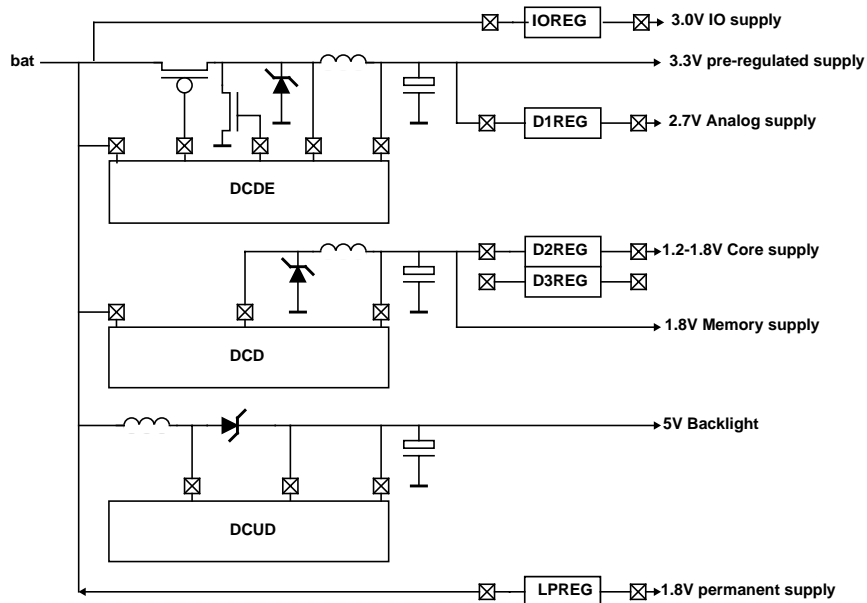 IOREG
3.0V IO supply
bat
3.3V pre-regulated supply
D1REG
2.7V Analog supply
DCDE
D2REG
1.2-1.8V Core supply
D3REG
1.8V Memory supply
DCD
5V Backlight
DCUD
LPREG
1.8V permanent supply